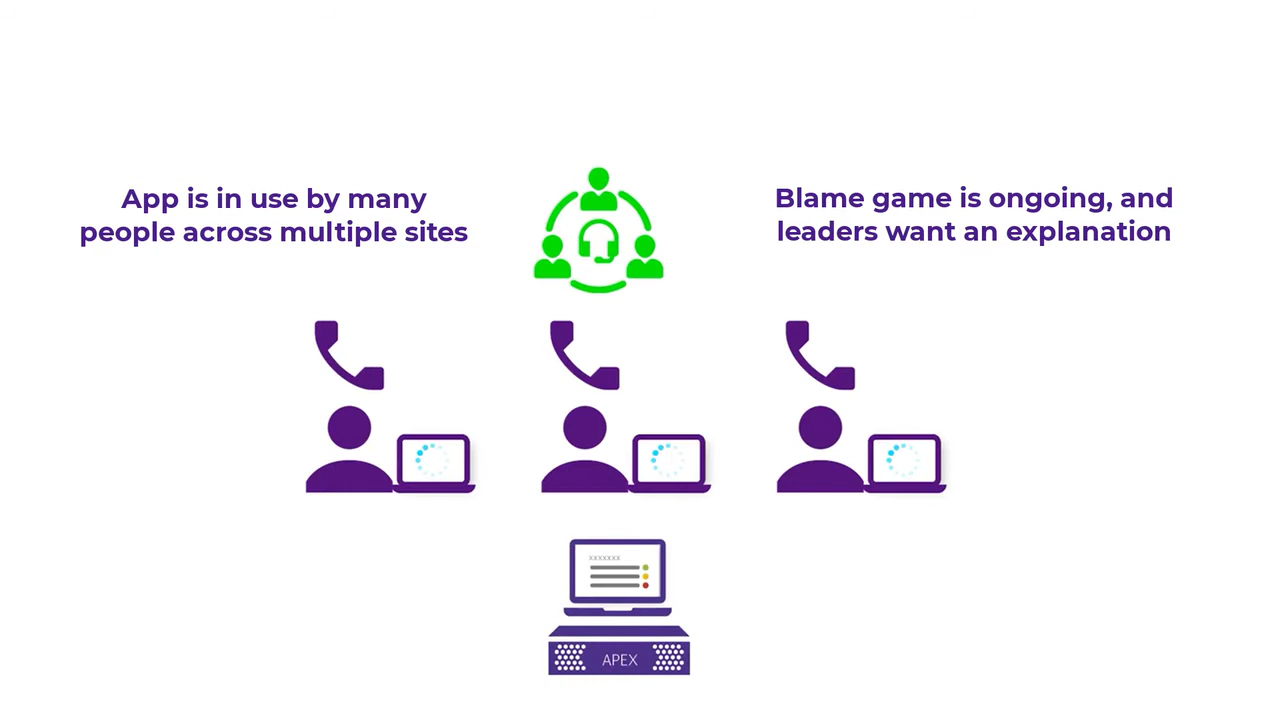 App is in use by many
people across multiple sites
Blame game is ongoing, and
leaders want an explanation
XXXXXXX
APEX